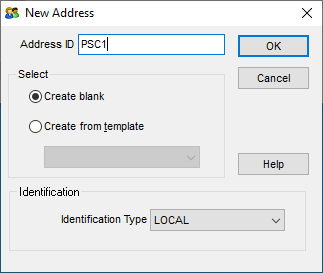 New Address
Address ID PSC1 OK
Select Cancel
Create blank
Create from template
Help
Identification
Identification Type LOCAL